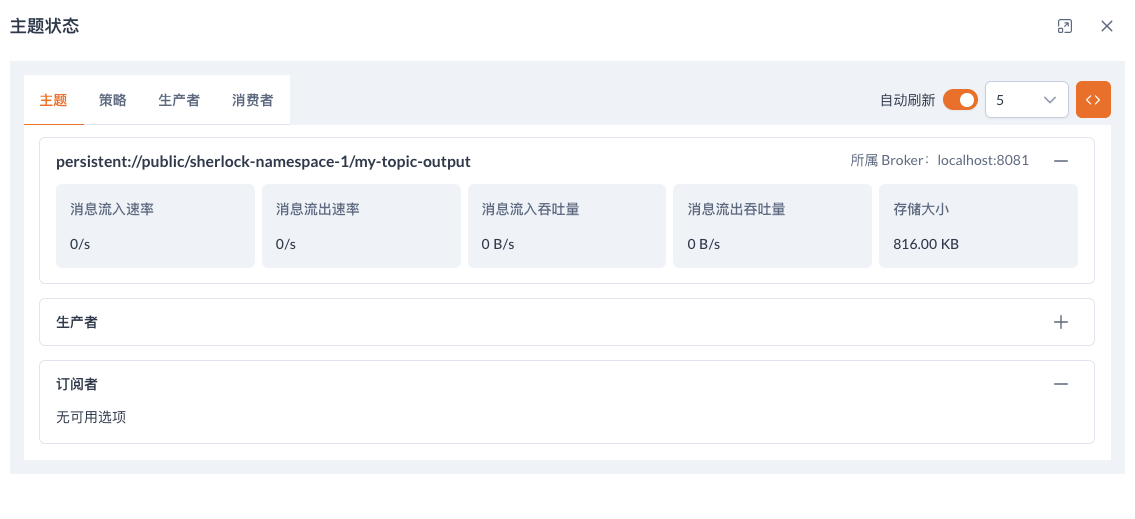 主题状态
主题 策略 生产者 消费者 自动刷新 5
persistent://public/sherlock-namespace-1/my-topic-output 所属 Broker：localhost:8081
消息流入速率 消息流出速率 消息流入吞吐量 消息流出吞吐量 存储大小
0/s 0/s 0 B/s 0 B/s 816.00 KB
生产者
订阅者
无可用选项